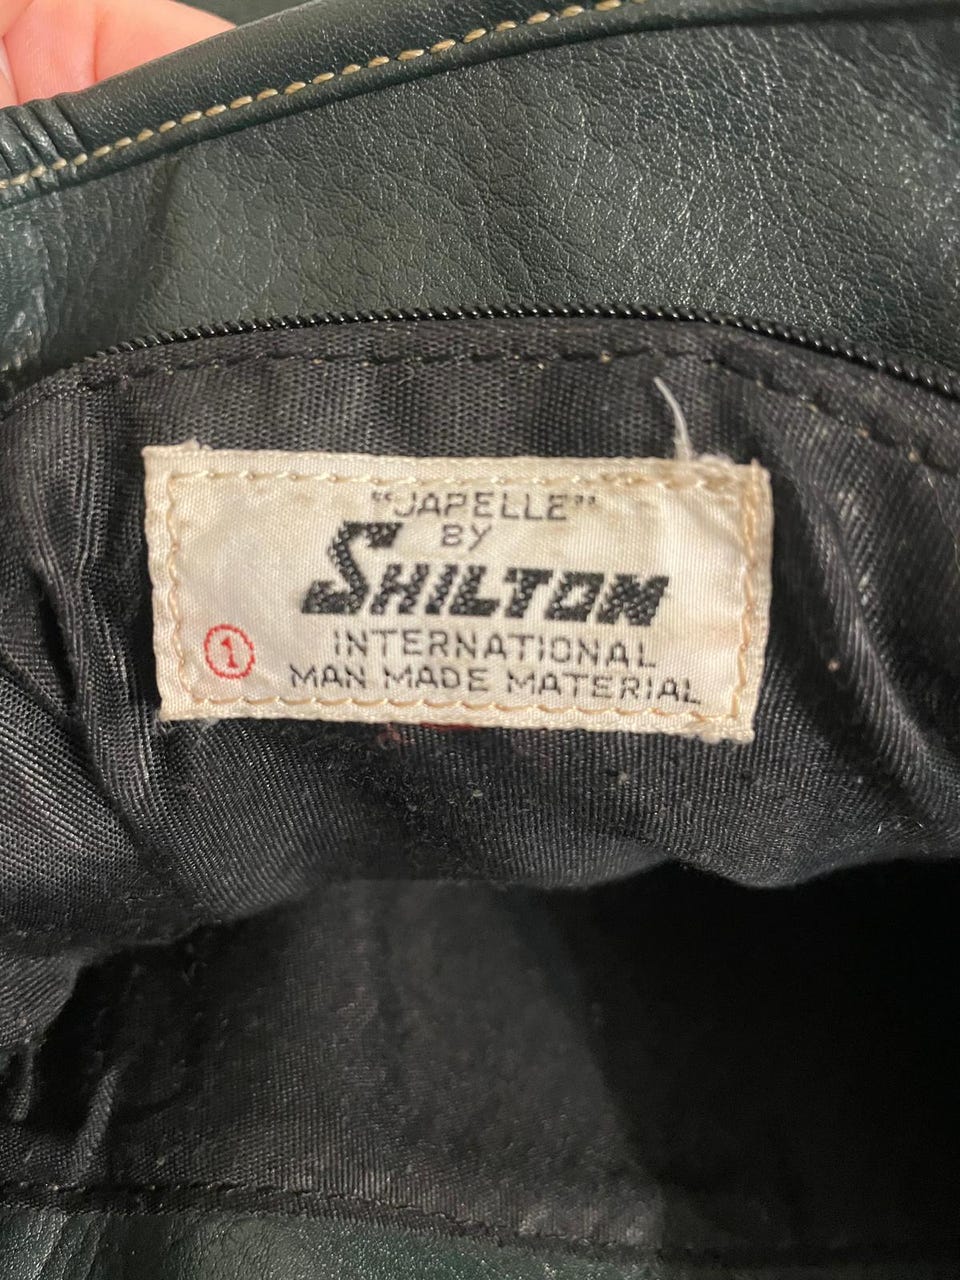 "JAPELLE"
BY
SHILTON
INTERNATIONAL
① MAN MADE MATERIAL